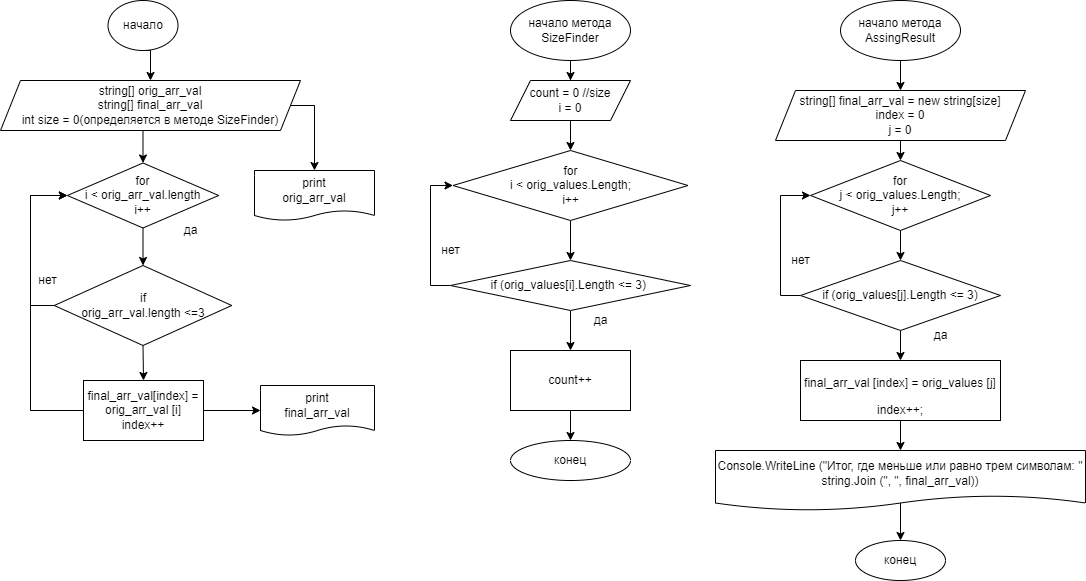 начало
string[] orig_arr_val
string[] final_arr_val
int size = 0(определяется в методе SizeFinder)
for
i < orig_arr_val.length
i++
print
orig_arr_val
да
нет
if
orig_arr_val.length <=3
final_arr_val[index] =
orig_arr_val [i]
index++
print
final_arr_val
начало метода
SizeFinder
count = 0 //size
i = 0
for
i < orig_values.Length;
i++
нет
if (orig_values[i].Length <= 3)
да
count++
конец
начало метода
AssingResult
string[] final_arr_val = new string[size]
index = 0
j = 0
for
j < orig_values.Length;
j++
нет
if (orig_values[j].Length <= 3)
да
final_arr_val [index] = orig_values [j]
index++;
Console.WriteLine ("Итог, где меньше или равно трем символам: "
string.Join (", ", final_arr_val))
конец